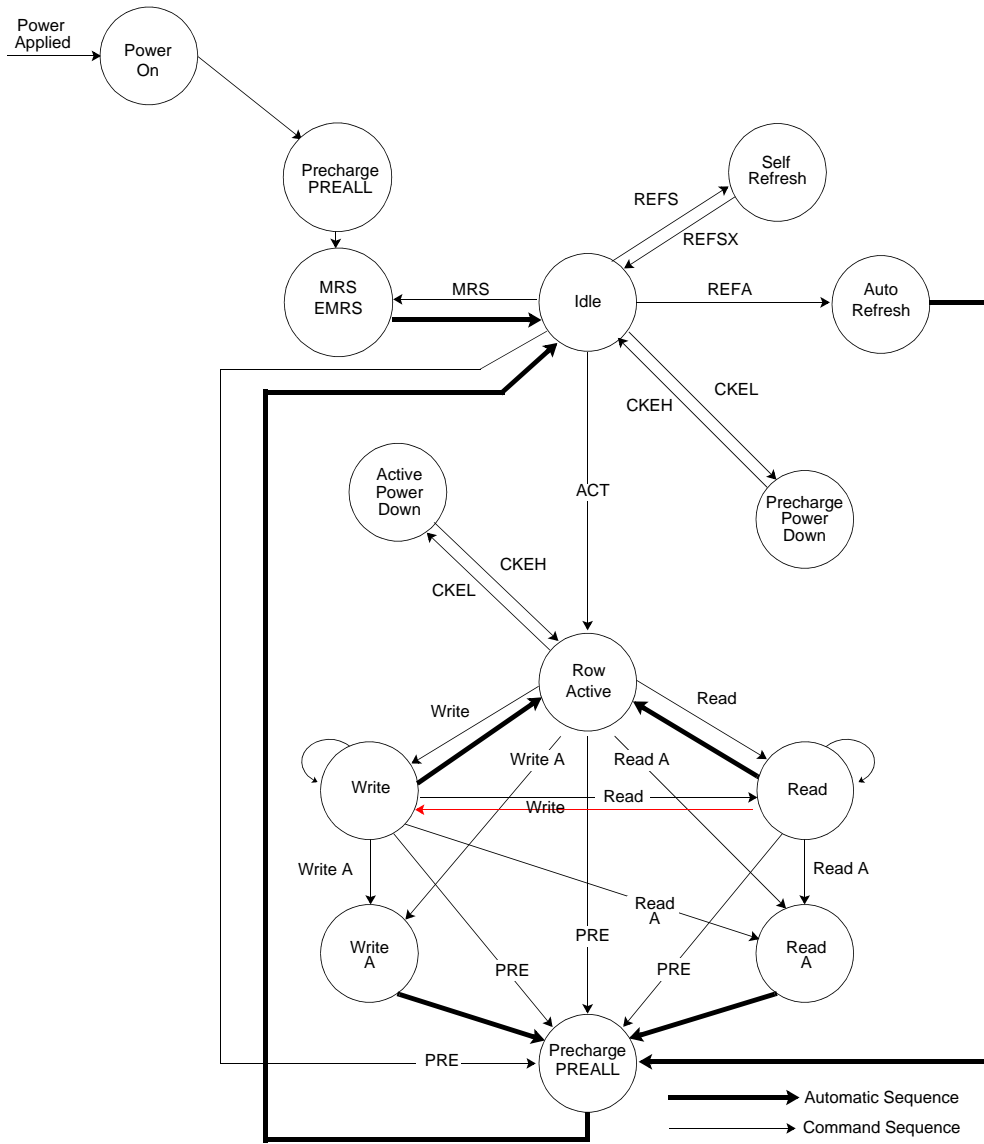 Power
Applied
Power
On
Precharge
PREALL
Self
Refresh
REFS
REFSX
MRS
EMRS
MRS
Idle
REFA
Auto
Refresh
CKEL
CKEH
Active
Power
Down
ACT
Precharge
Power
Down
CKEH
CKEL
Row
Active
Write
Read
Write A
Read A
Write
Read
Write
Read
Write A
Read A
Read
A
Write
A
PRE
Read
A
PRE
PRE
Precharge
PREALL
PRE
Automatic Sequence
Command Sequence